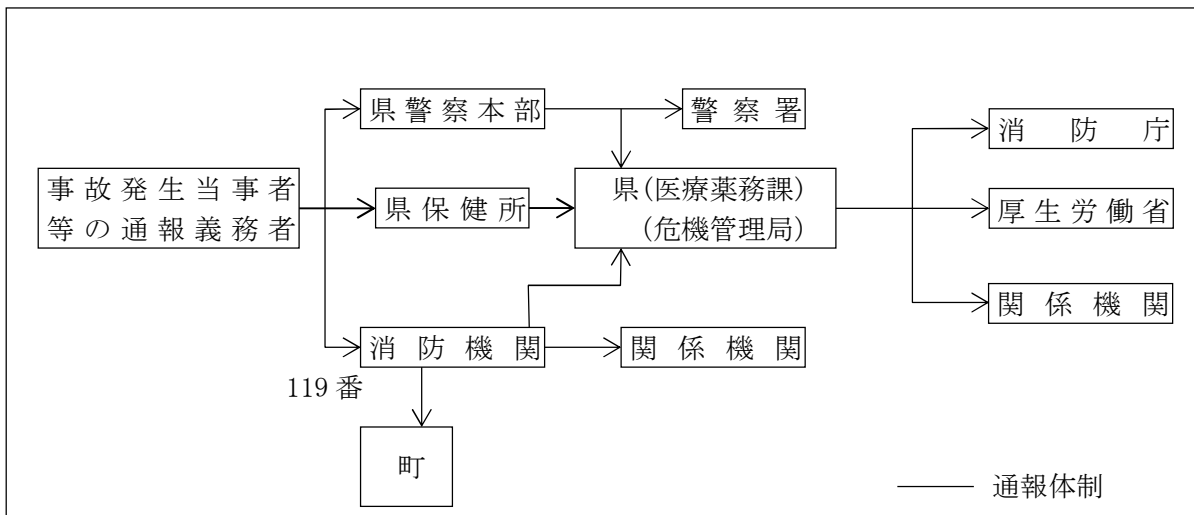 県警察本部
警察署
消防庁
事故発生当事者
等の通報義務者
県保健所
県(医療薬務課)
(危機管理局)
厚生労働省
関係機関
消防機関
関係機関
119番
町
通報体制